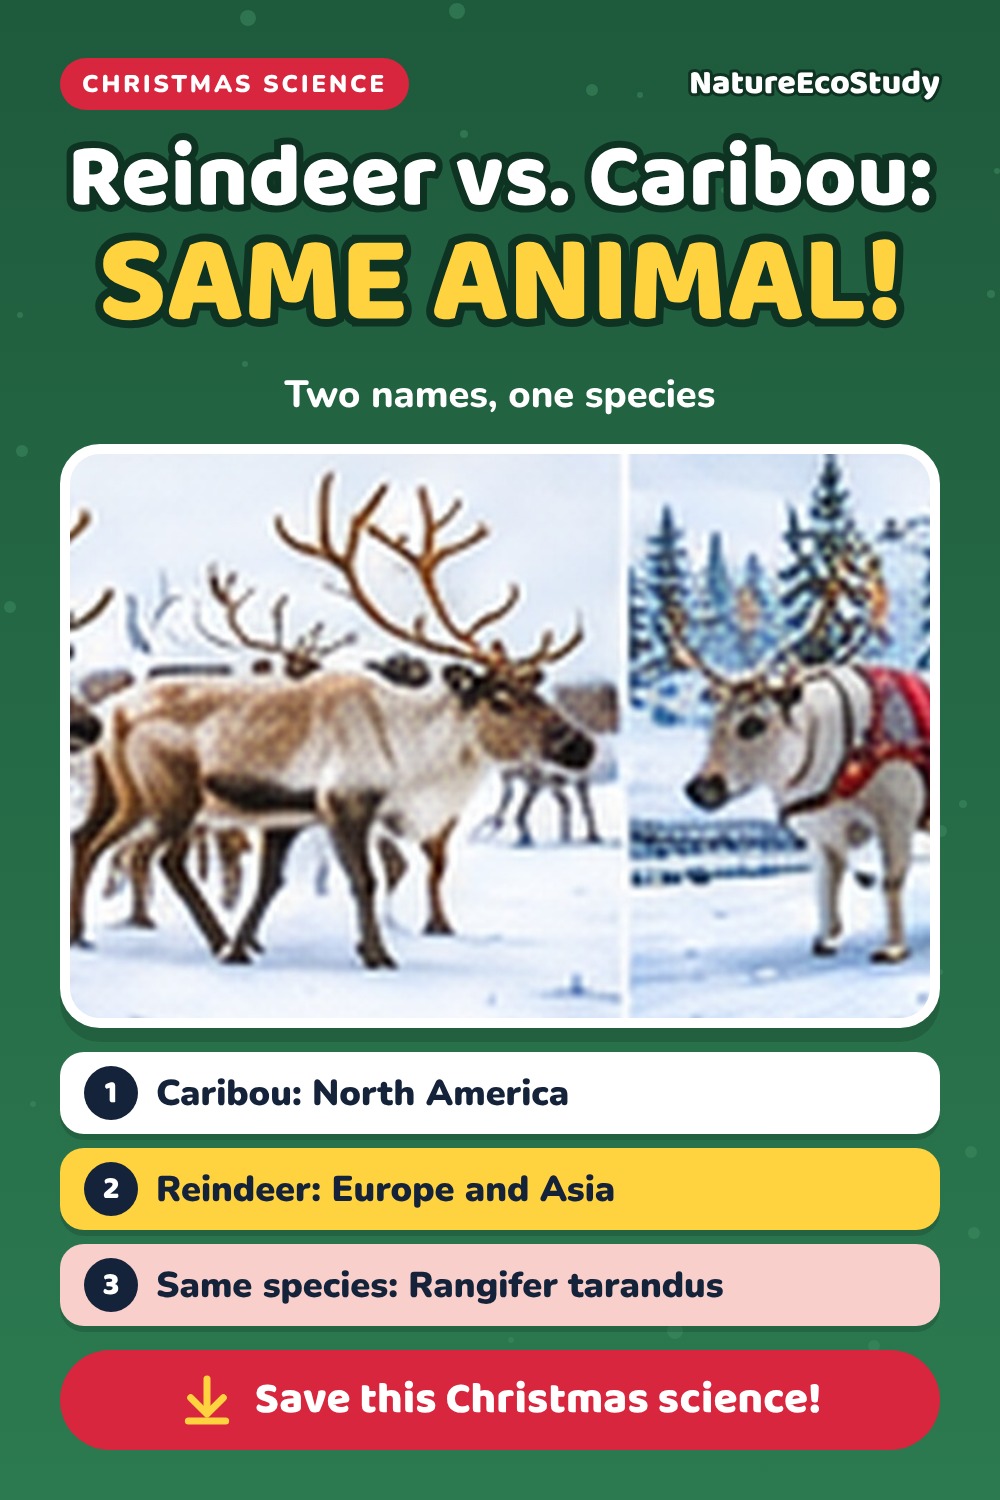 CHRISTMAS SCIENCE
NatureEcoStudy
Reindeer vs. Caribou:
SAME ANIMAL!
Two names, one species
1 Caribou: North America
2 Reindeer: Europe and Asia
3 Same species: Rangifer tarandus
Save this Christmas science!